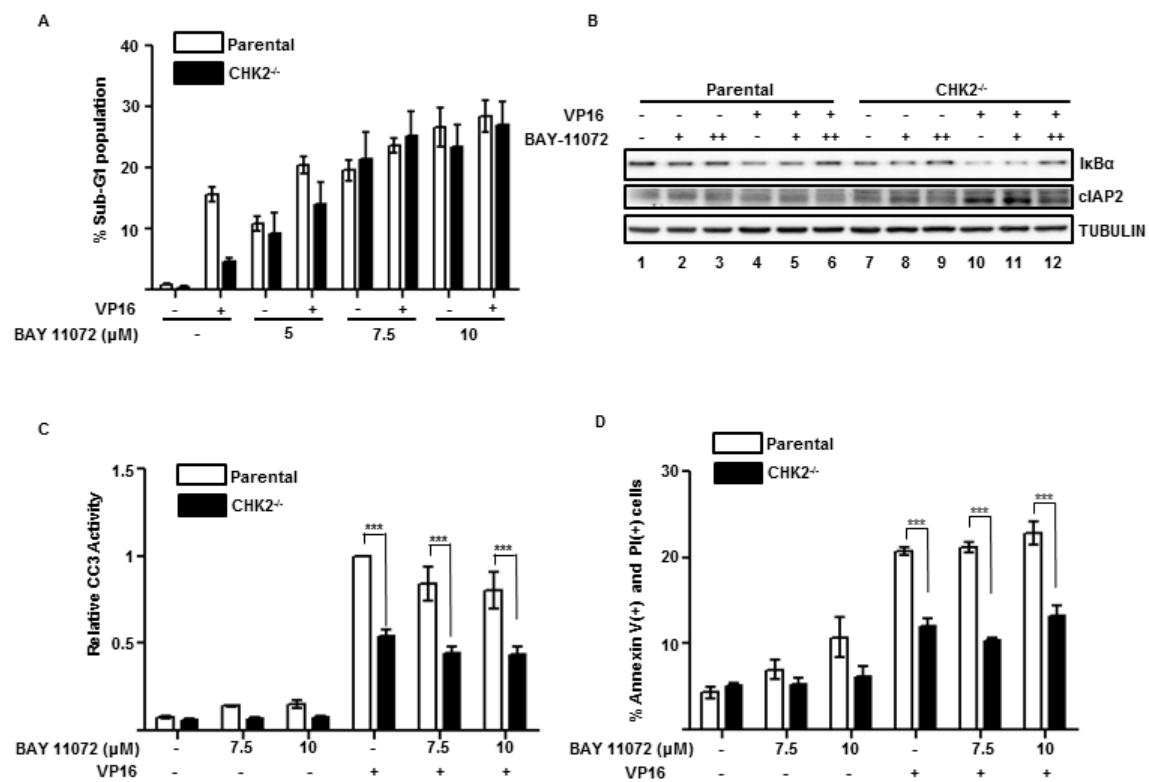 A
40
30
20
10
% Sub-G1 population
Parental
CHK2-/-
VP16 - + - + - + - +
BAY 11072 (µM) - 5 7.5 10
B
Parental CHK2-/-
VP16 - - - + + + - - - + + +
BAY-11072 - + ++ - + ++ - + ++ - + ++
IκBα
cIAP2
TUBULIN
1 2 3 4 5 6 7 8 9 10 11 12
C
1.5
1
0.5
Relative CC3 Activity
Parental
CHK2-/-
*** *** ***
BAY 11072 (µM) - 7.5 10 - 7.5 10
VP16 - - - + + +
D
30
20
10
% Annexin V(+) and PI(+) cells
Parental
CHK2-/-
*** *** ***
BAY 11072 (µM) - 7.5 10 - 7.5 10
VP16 - - - + + +